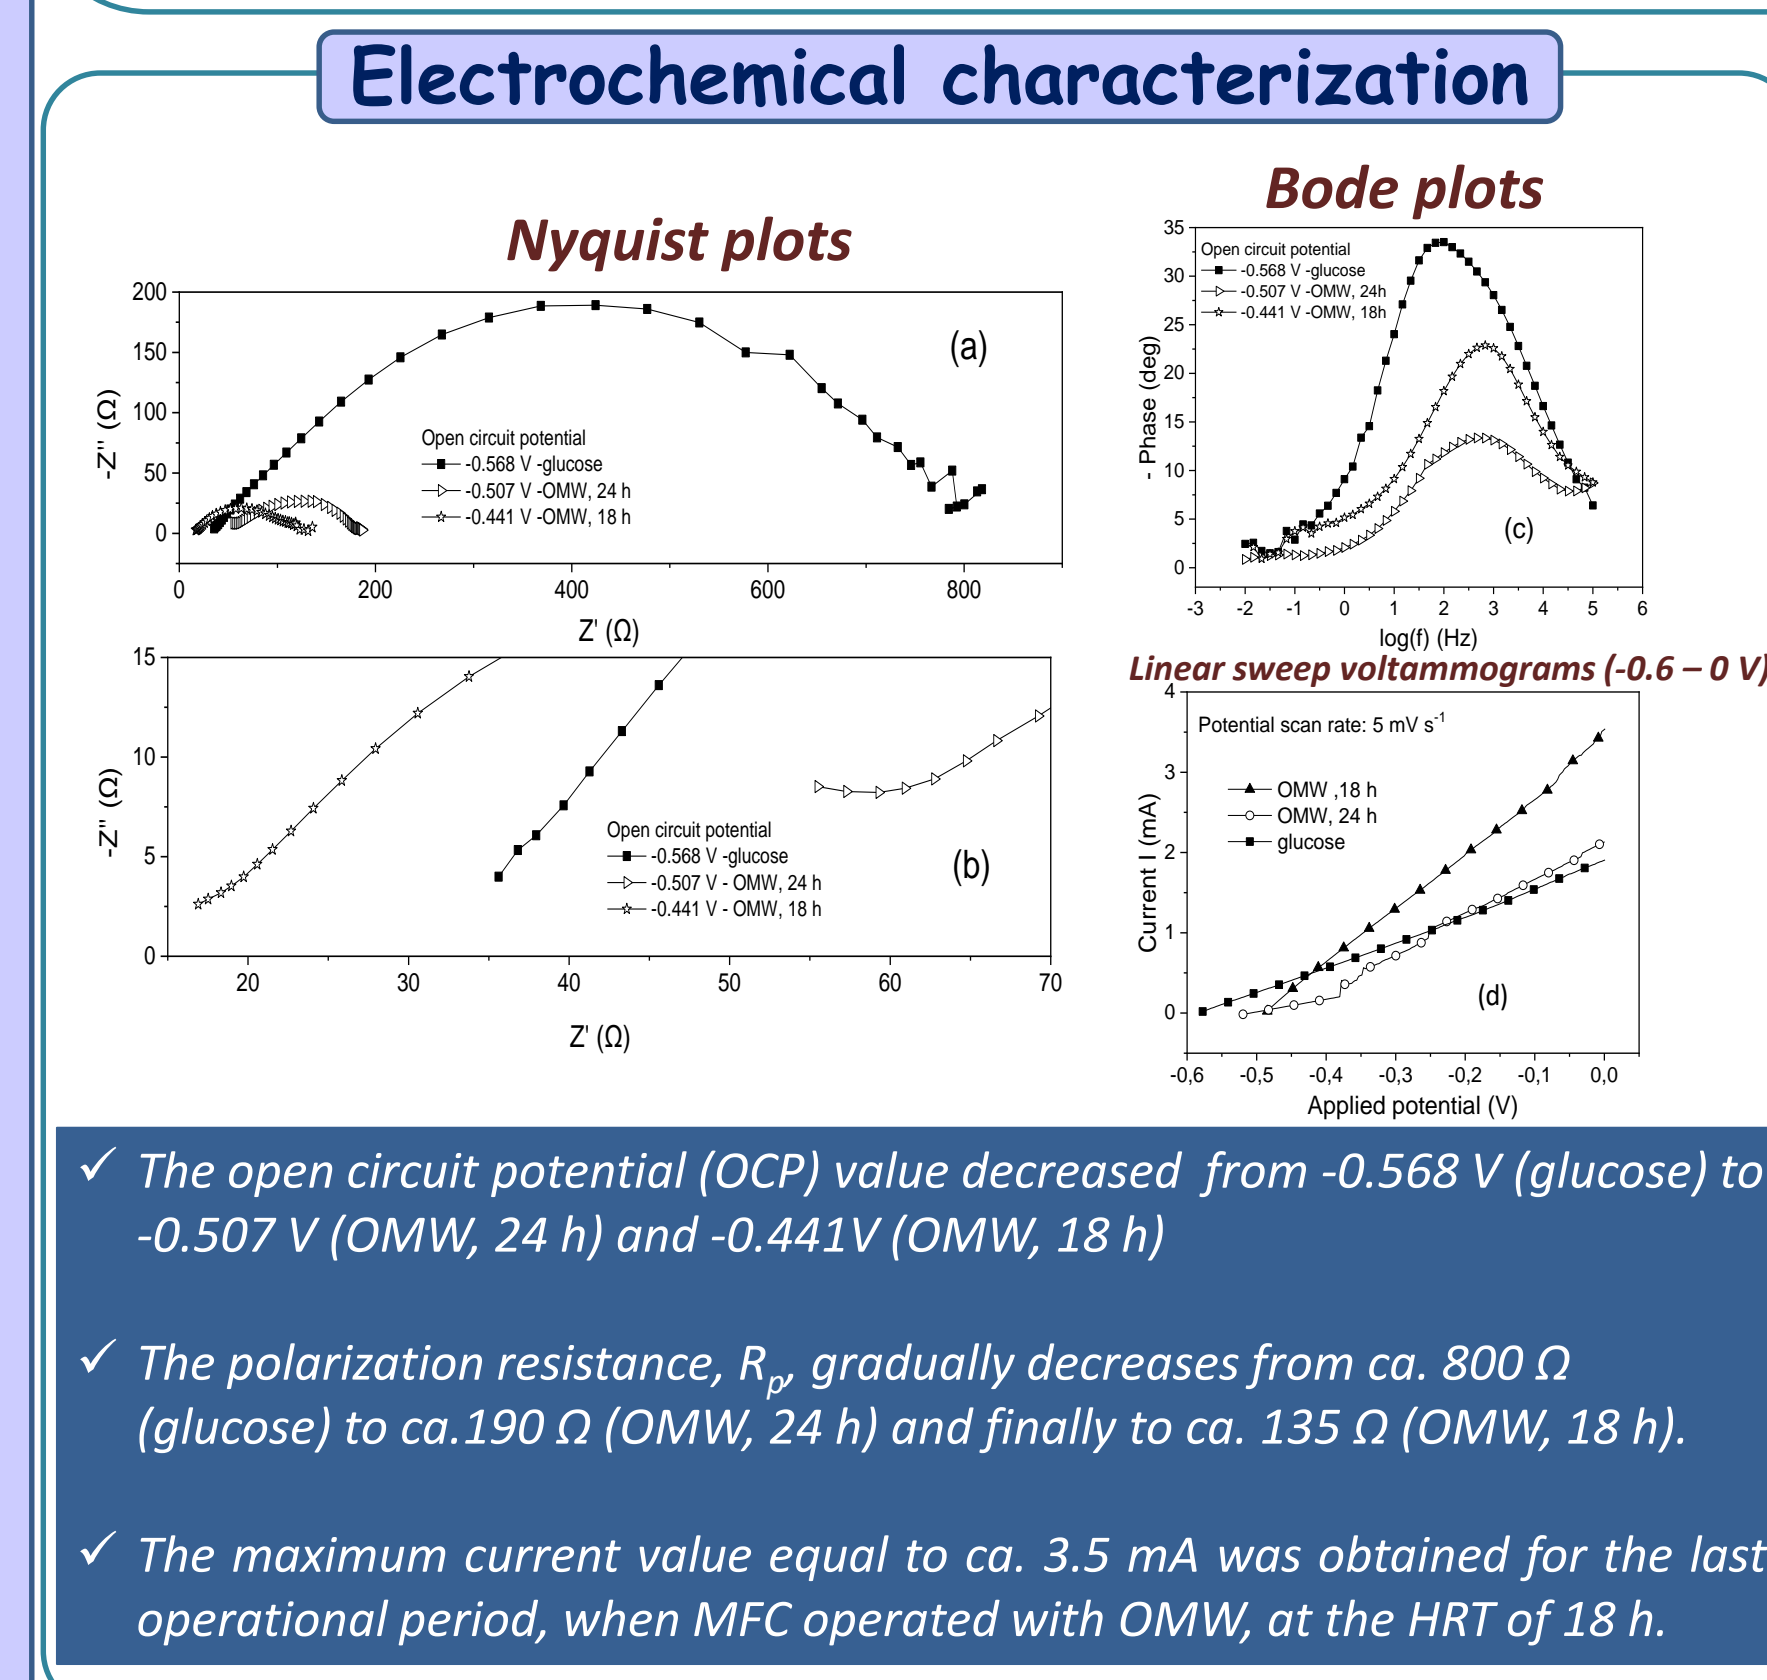 Electrochemical characterization
Nyquist plots
200
150
100
50
0
-Z'' (Ω)
(a)
Open circuit potential
-0.568 V -glucose
-0.507 V -OMW, 24 h
-0.441 V -OMW, 18 h
0 200 400 600 800
Z' (Ω)
15
10
5
0
-Z'' (Ω)
Open circuit potential
-0.568 V -glucose
-0.507 V - OMW, 24 h
-0.441 V - OMW, 18 h
(b)
20 30 40 50 60 70
Z' (Ω)
Bode plots
35
30
25
20
15
10
5
0
-Phase (deg)
Open circuit potential
-0.568 V -glucose
-0.507 V -OMW, 24h
-0.441 V -OMW, 18h
(c)
-3 -2 -1 0 1 2 3 4 5 6
log(f) (Hz)
Linear sweep voltammograms (-0.6 – 0 V)
4
3
2
1
0
Current I (mA)
Potential scan rate: 5 mV s⁻¹
OMW ,18 h
OMW, 24 h
glucose
(d)
-0,6 -0,5 -0,4 -0,3 -0,2 -0,1 0,0
Applied potential (V)
✓ The open circuit potential (OCP) value decreased from -0.568 V (glucose) to
-0.507 V (OMW, 24 h) and -0.441V (OMW, 18 h)
✓ The polarization resistance, Rp, gradually decreases from ca. 800 Ω
(glucose) to ca.190 Ω (OMW, 24 h) and finally to ca. 135 Ω (OMW, 18 h).
✓ The maximum current value equal to ca. 3.5 mA was obtained for the last
operational period, when MFC operated with OMW, at the HRT of 18 h.